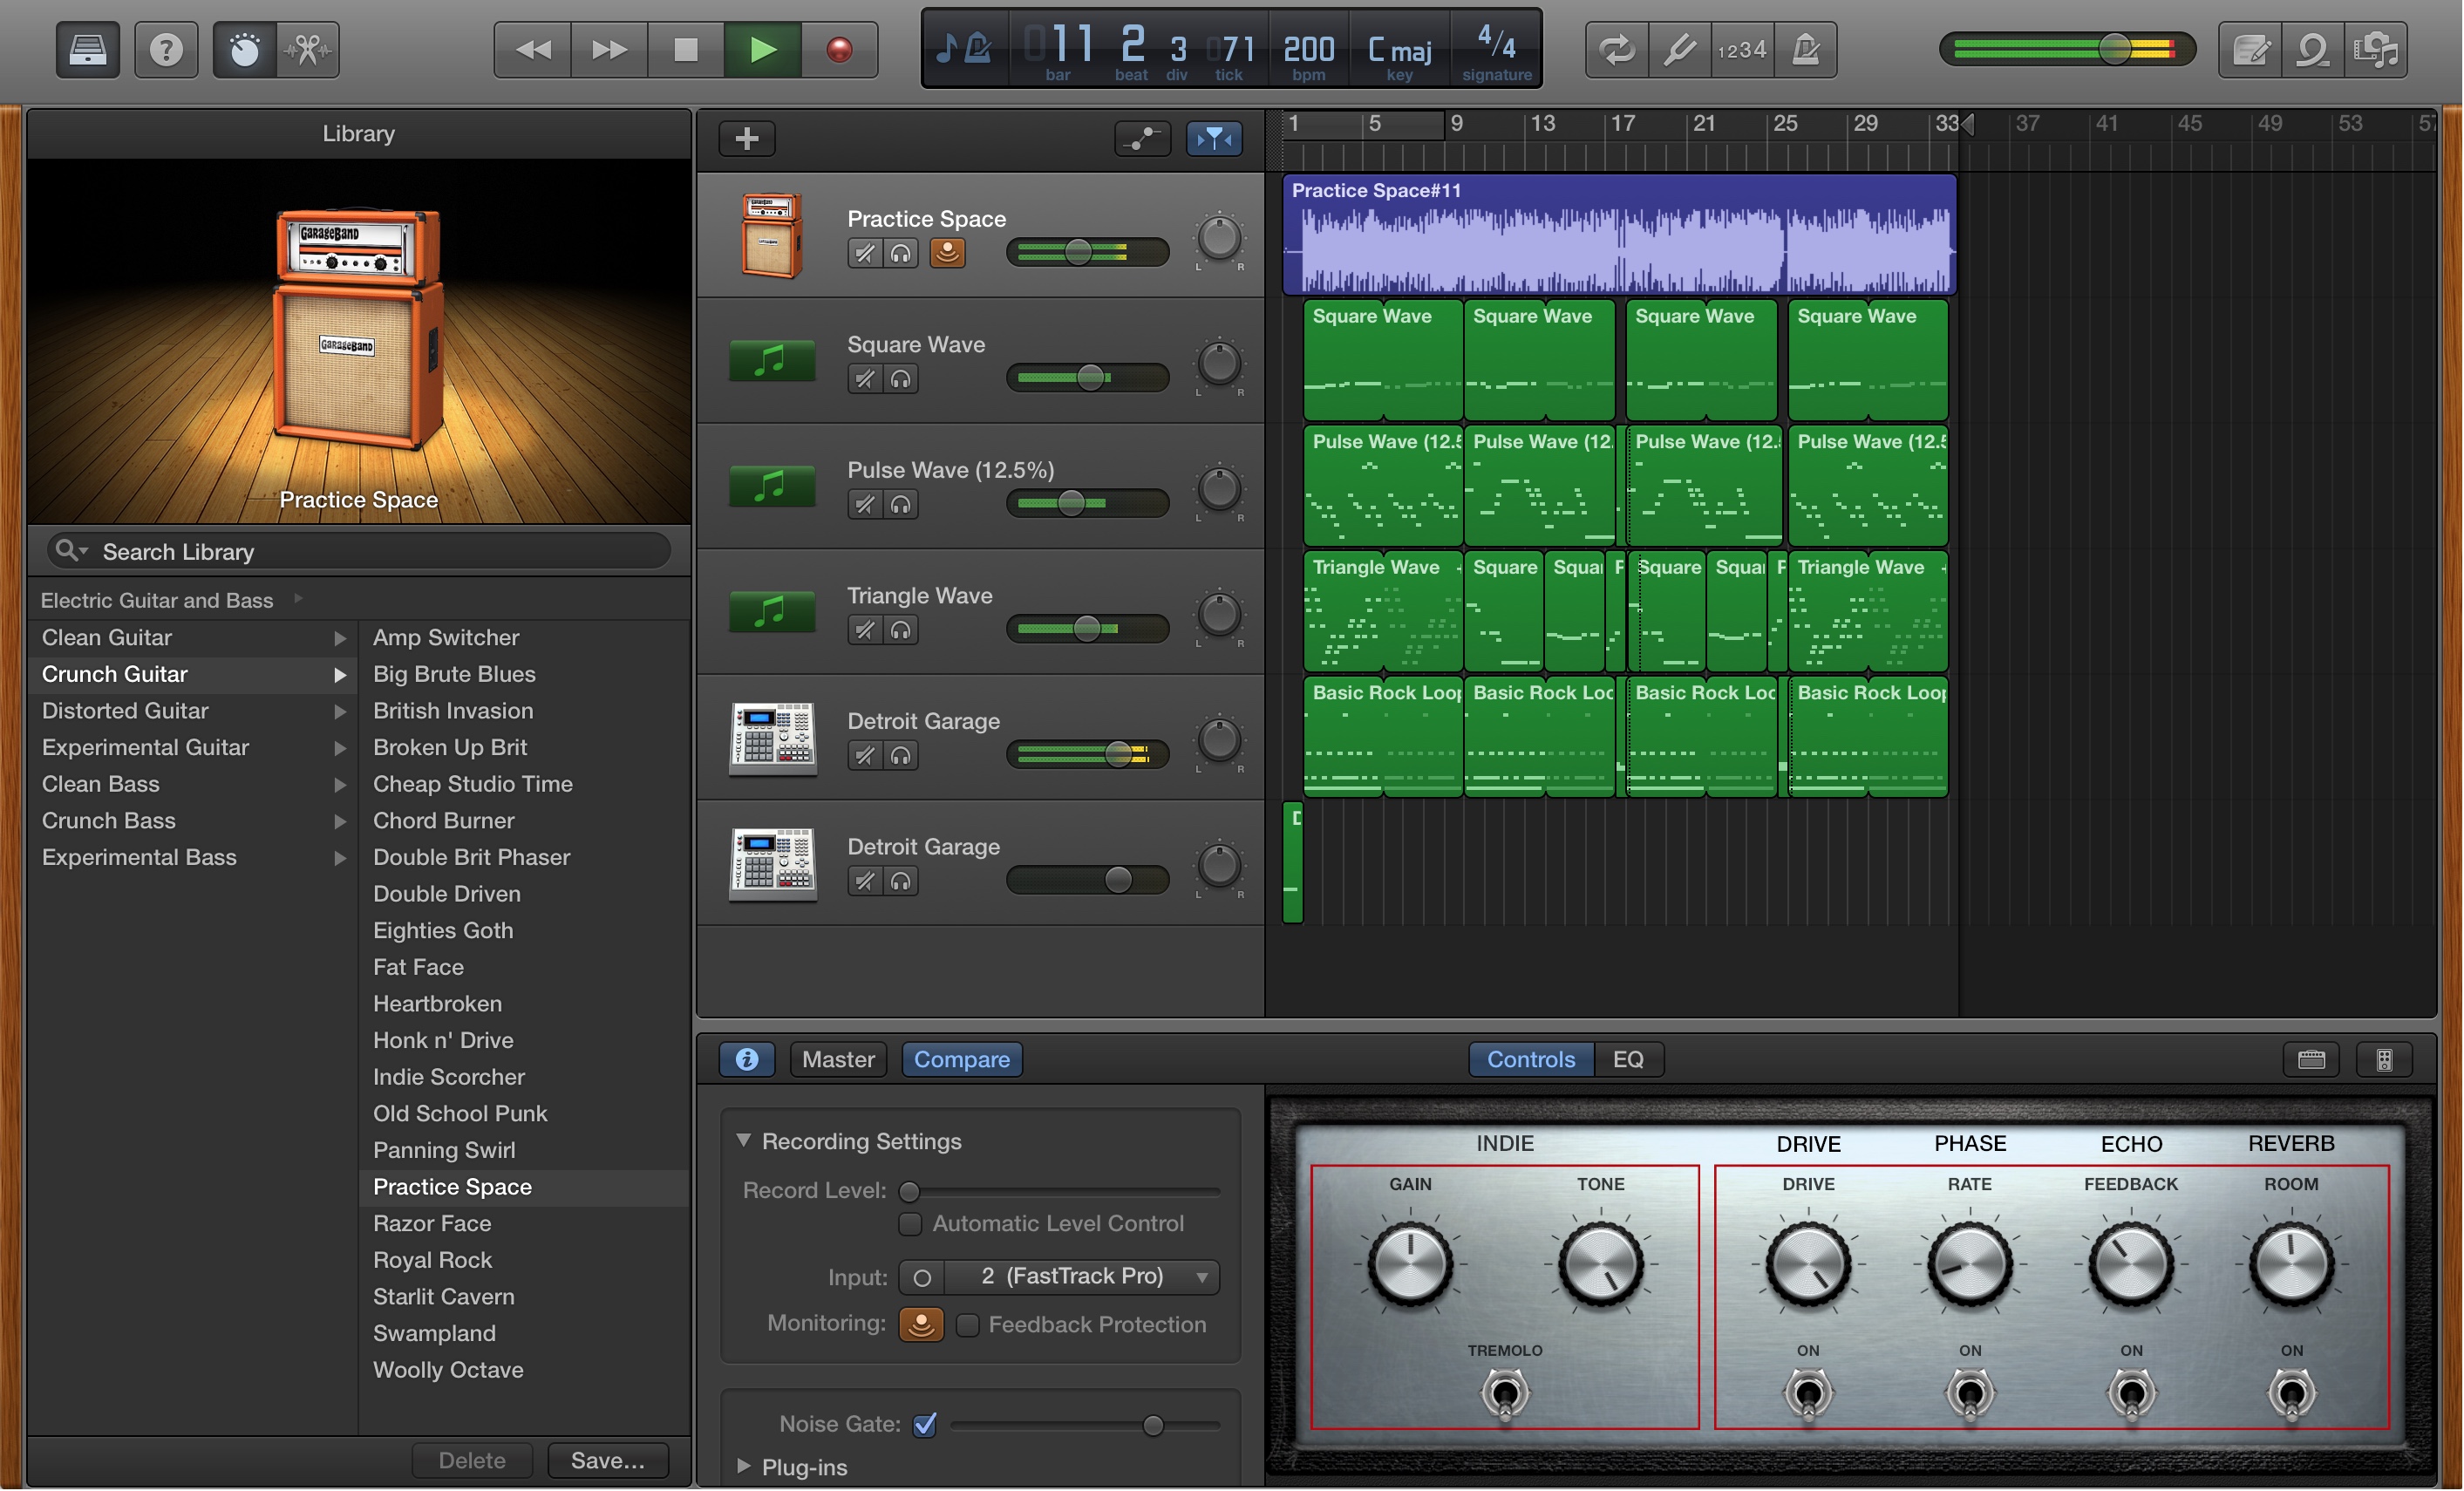 011 2 3 071 200 C maj 4/4
bar beat div tick bpm key signature
1234
Library
GarageBand
GarageBand
Practice Space
Search Library
Electric Guitar and Bass
Clean Guitar
Crunch Guitar
Distorted Guitar
Experimental Guitar
Clean Bass
Crunch Bass
Experimental Bass
Amp Switcher
Big Brute Blues
British Invasion
Broken Up Brit
Cheap Studio Time
Chord Burner
Double Brit Phaser
Double Driven
Eighties Goth
Fat Face
Heartbroken
Honk n' Drive
Indie Scorcher
Old School Punk
Panning Swirl
Practice Space
Razor Face
Royal Rock
Starlit Cavern
Swampland
Woolly Octave
Delete Save...
1 5 9 13 17 21 25 29 33 37 41 45 49 53 57
Practice Space
L R
Practice Space#11
Square Wave
L R
Square Wave Square Wave Square Wave Square Wave
Pulse Wave (12.5%)
L R
Pulse Wave (12.5 Pulse Wave (12. Pulse Wave (12. Pulse Wave (12.5
Triangle Wave
L R
Triangle Wave Square Squar P Square Squar P Triangle Wave
Detroit Garage
L R
Basic Rock Loop Basic Rock Loo Basic Rock Loo Basic Rock Loop
Detroit Garage
L R
D
Master Compare Controls EQ
Recording Settings
Record Level:
Automatic Level Control
Input: 2 (FastTrack Pro)
Monitoring: Feedback Protection
Noise Gate:
Plug-ins
INDIE DRIVE PHASE ECHO REVERB
GAIN TONE DRIVE RATE FEEDBACK ROOM
TREMOLO ON ON ON ON